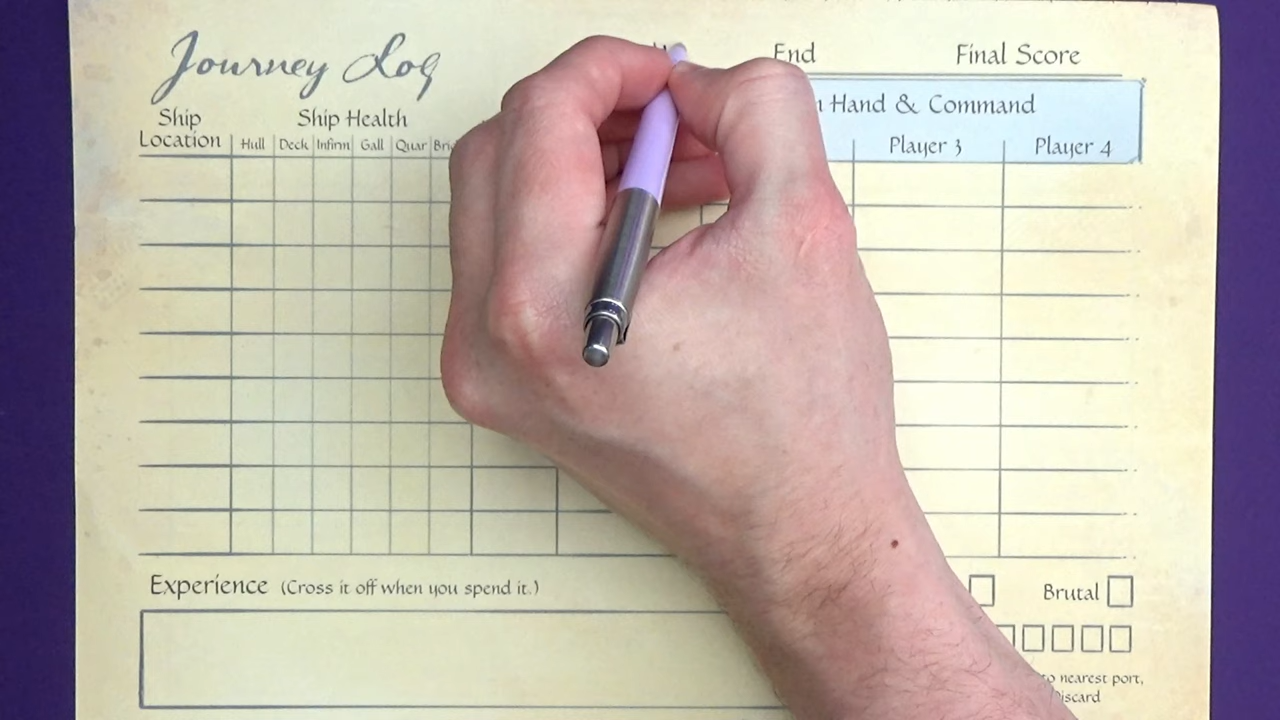 Journey Log
End Final Score
Hand & Command
Ship Location
Ship Health
Hull Deck Infirm Gall Quar
Player 3 Player 4
Experience (Cross it off when you spend it.)
Brutal
to nearest port,